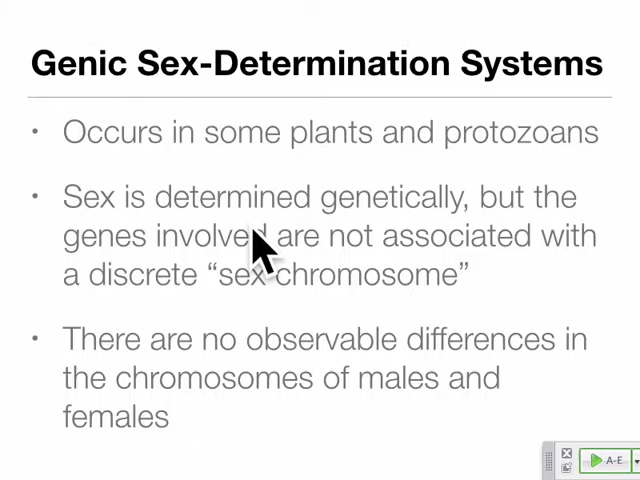 Genic Sex-Determination Systems
• Occurs in some plants and protozoans
• Sex is determined genetically, but the
genes involved are not associated with
a discrete “sex chromosome”
• There are no observable differences in
the chromosomes of males and
females
A-E